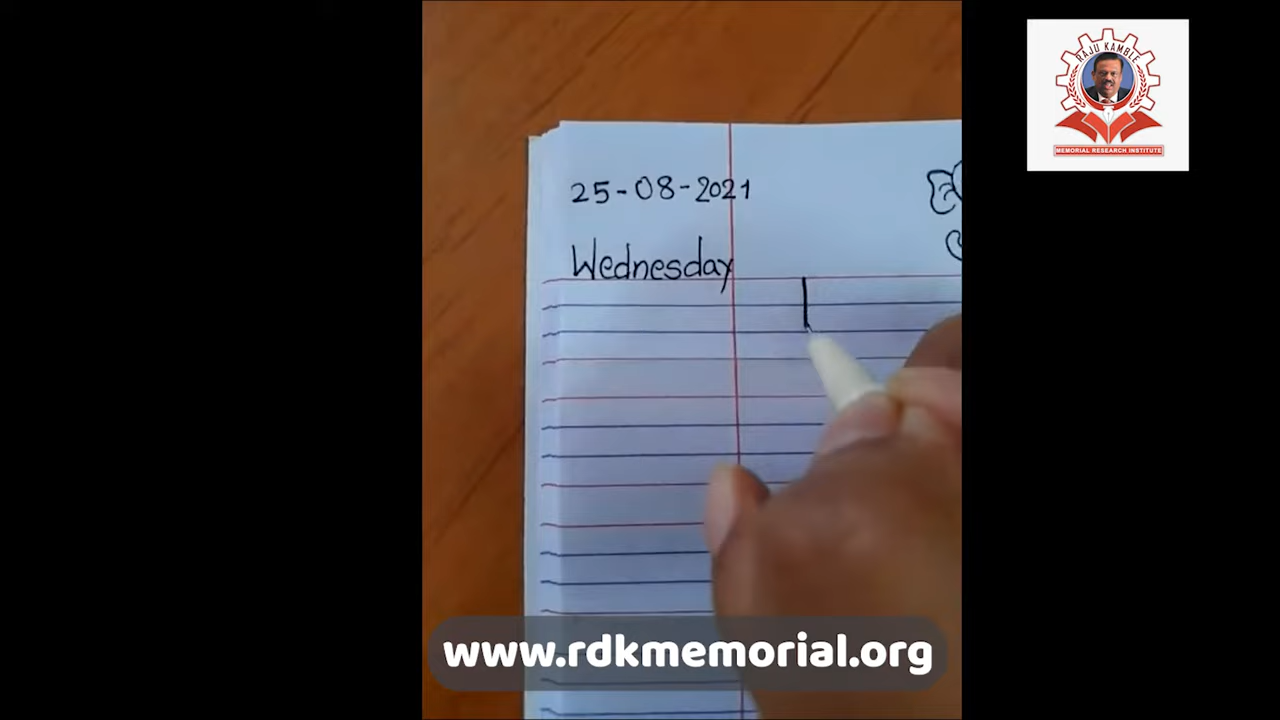 RAJU KAMBLE
MEMORIAL RESEARCH INSTITUTE
25-08-2021
Wednesday
www.rdkmemorial.org